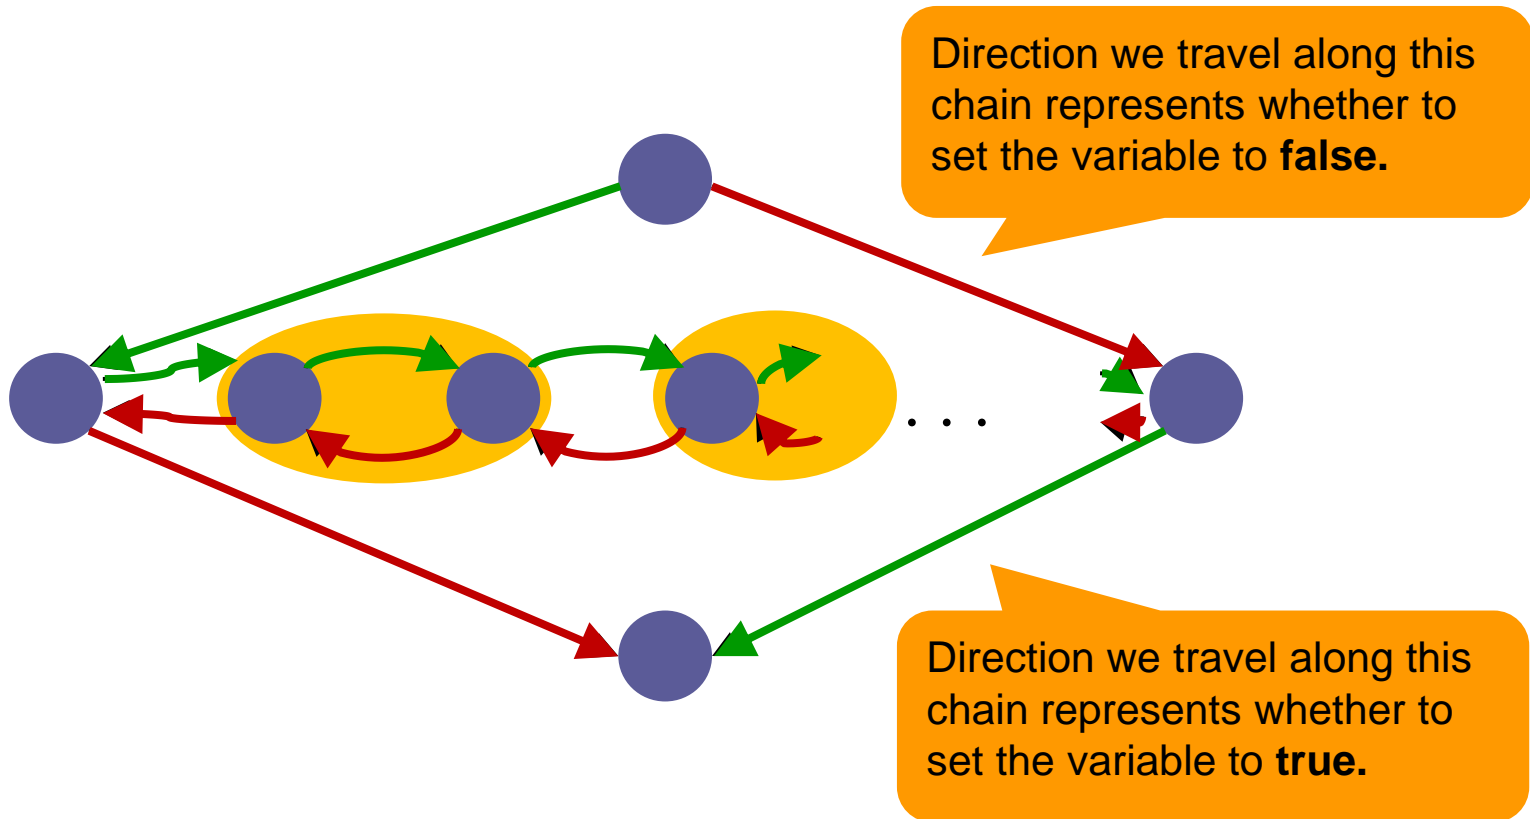 Direction we travel along this
chain represents whether to
set the variable to false.
. . .
Direction we travel along this
chain represents whether to
set the variable to true.